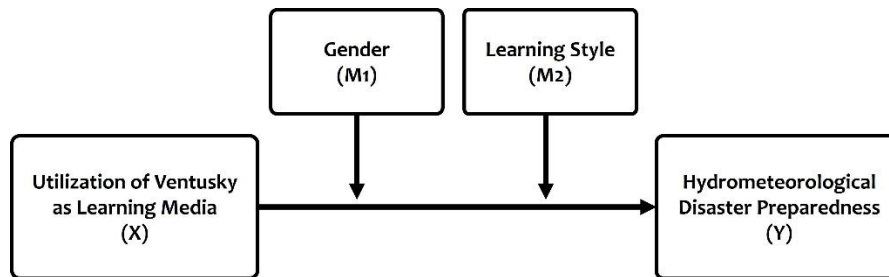 Gender
(M1)
Learning Style
(M2)
Utilization of Ventusky
as Learning Media
(X)
Hydrometeorological
Disaster Preparedness
(Y)